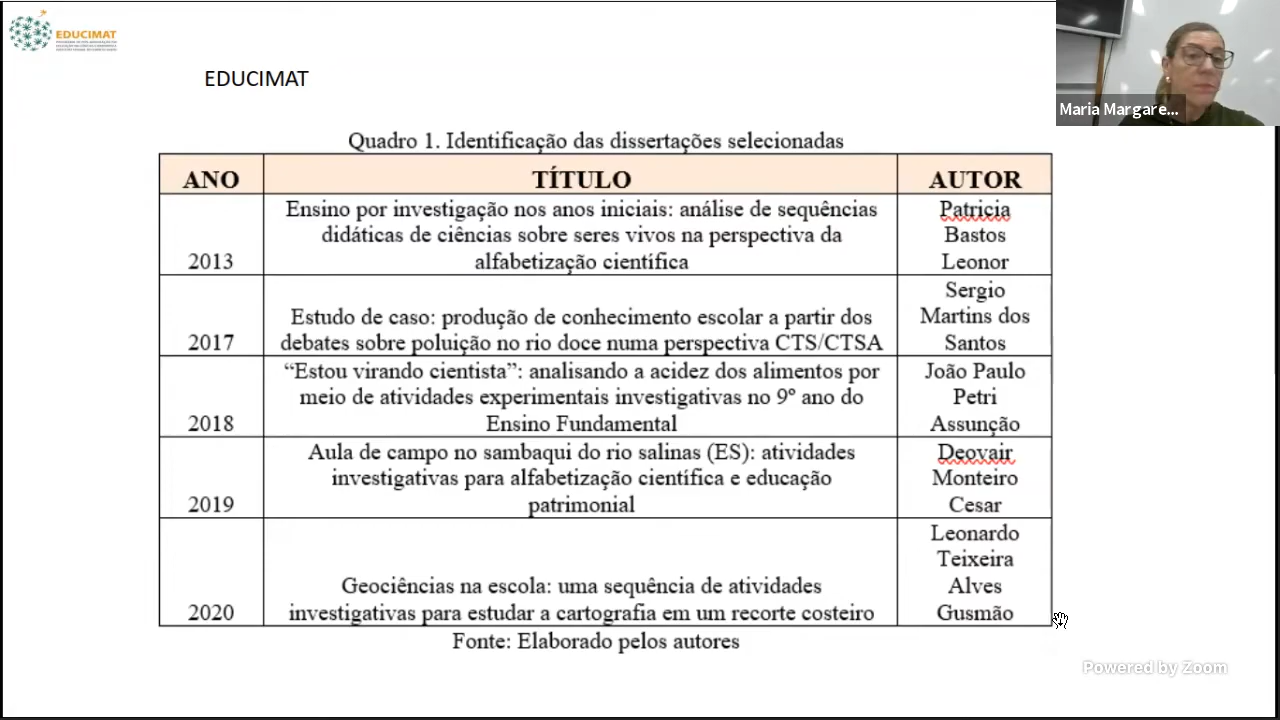 EDUCIMAT
EDUCIMAT
Maria Margare...
Quadro 1. Identificação das dissertações selecionadas
ANO TÍTULO AUTOR
2013
Ensino por investigação nos anos iniciais: análise de sequências
didáticas de ciências sobre seres vivos na perspectiva da
alfabetização científica
Patricia
Bastos
Leonor
2017
Estudo de caso: produção de conhecimento escolar a partir dos
debates sobre poluição no rio doce numa perspectiva CTS/CTSA
Sergio
Martins dos
Santos
2018
“Estou virando cientista”: analisando a acidez dos alimentos por
meio de atividades experimentais investigativas no 9º ano do
Ensino Fundamental
João Paulo
Petri
Assunção
2019
Aula de campo no sambaqui do rio salinas (ES): atividades
investigativas para alfabetização científica e educação
patrimonial
Deovair
Monteiro
Cesar
2020
Geociências na escola: uma sequência de atividades
investigativas para estudar a cartografia em um recorte costeiro
Leonardo
Teixeira
Alves
Gusmão
Fonte: Elaborado pelos autores
Powered by Zoom